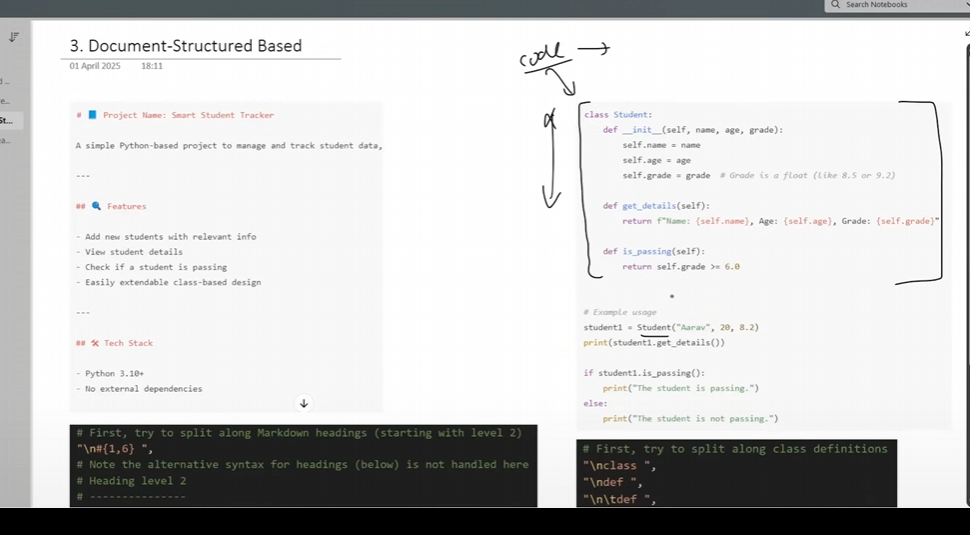 Search Notebooks
3. Document-Structured Based
01 April 2025 18:11
code
# 📘 Project Name: Smart Student Tracker
A simple Python-based project to manage and track student data,
---
## 🔍 Features
- Add new students with relevant info
- View student details
- Check if a student is passing
- Easily extendable class-based design
---
## 🛠 Tech Stack
- Python 3.10+
- No external dependencies
# First, try to split along Markdown headings (starting with level 2)
"\n#{1,6} ",
# Note the alternative syntax for headings (below) is not handled here
# Heading level 2
# ---------------
class Student:
def __init__(self, name, age, grade):
self.name = name
self.age = age
self.grade = grade # Grade is a float (like 8.5 or 9.2)
def get_details(self):
return f"Name: {self.name}, Age: {self.age}, Grade: {self.grade}"
def is_passing(self):
return self.grade >= 6.0
# Example usage
student1 = Student("Aarav", 20, 8.2)
print(student1.get_details())
if student1.is_passing():
print("The student is passing.")
else:
print("The student is not passing.")
# First, try to split along class definitions
"\nclass ",
"\ndef ",
"\n\tdef ",